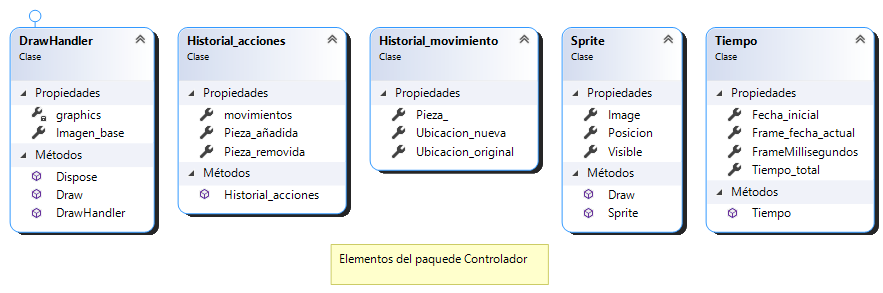 DrawHandler
Clase
Propiedades
graphics
Imagen_base
Métodos
Dispose
Draw
DrawHandler
Historial_acciones
Clase
Propiedades
movimientos
Pieza_añadida
Pieza_removida
Métodos
Historial_acciones
Historial_movimiento
Clase
Propiedades
Pieza_
Ubicacion_nueva
Ubicacion_original
Sprite
Clase
Propiedades
Image
Posicion
Visible
Métodos
Draw
Sprite
Tiempo
Clase
Propiedades
Fecha_inicial
Frame_fecha_actual
FrameMillisegundos
Tiempo_total
Métodos
Tiempo
Elementos del paquede Controlador